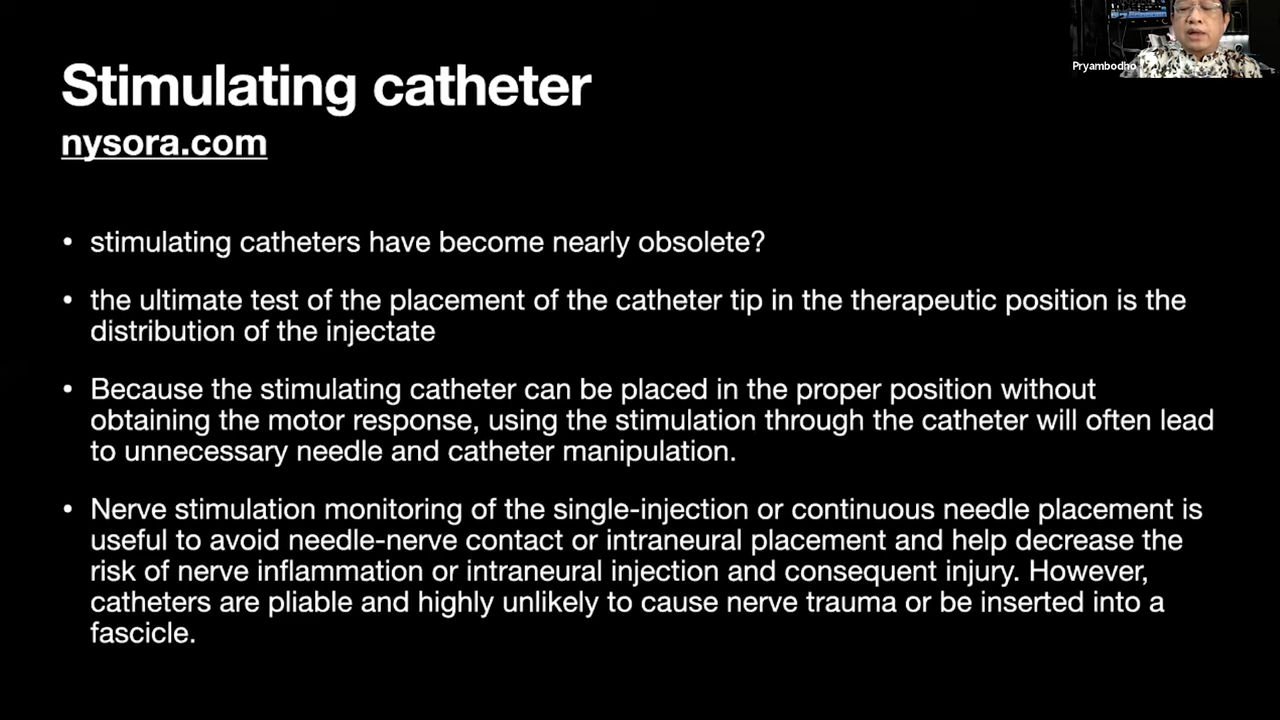 Pryambodho
Stimulating catheter
nysora.com
• stimulating catheters have become nearly obsolete?
• the ultimate test of the placement of the catheter tip in the therapeutic position is the
distribution of the injectate
• Because the stimulating catheter can be placed in the proper position without
obtaining the motor response, using the stimulation through the catheter will often lead
to unnecessary needle and catheter manipulation.
• Nerve stimulation monitoring of the single-injection or continuous needle placement is
useful to avoid needle-nerve contact or intraneural placement and help decrease the
risk of nerve inflammation or intraneural injection and consequent injury. However,
catheters are pliable and highly unlikely to cause nerve trauma or be inserted into a
fascicle.